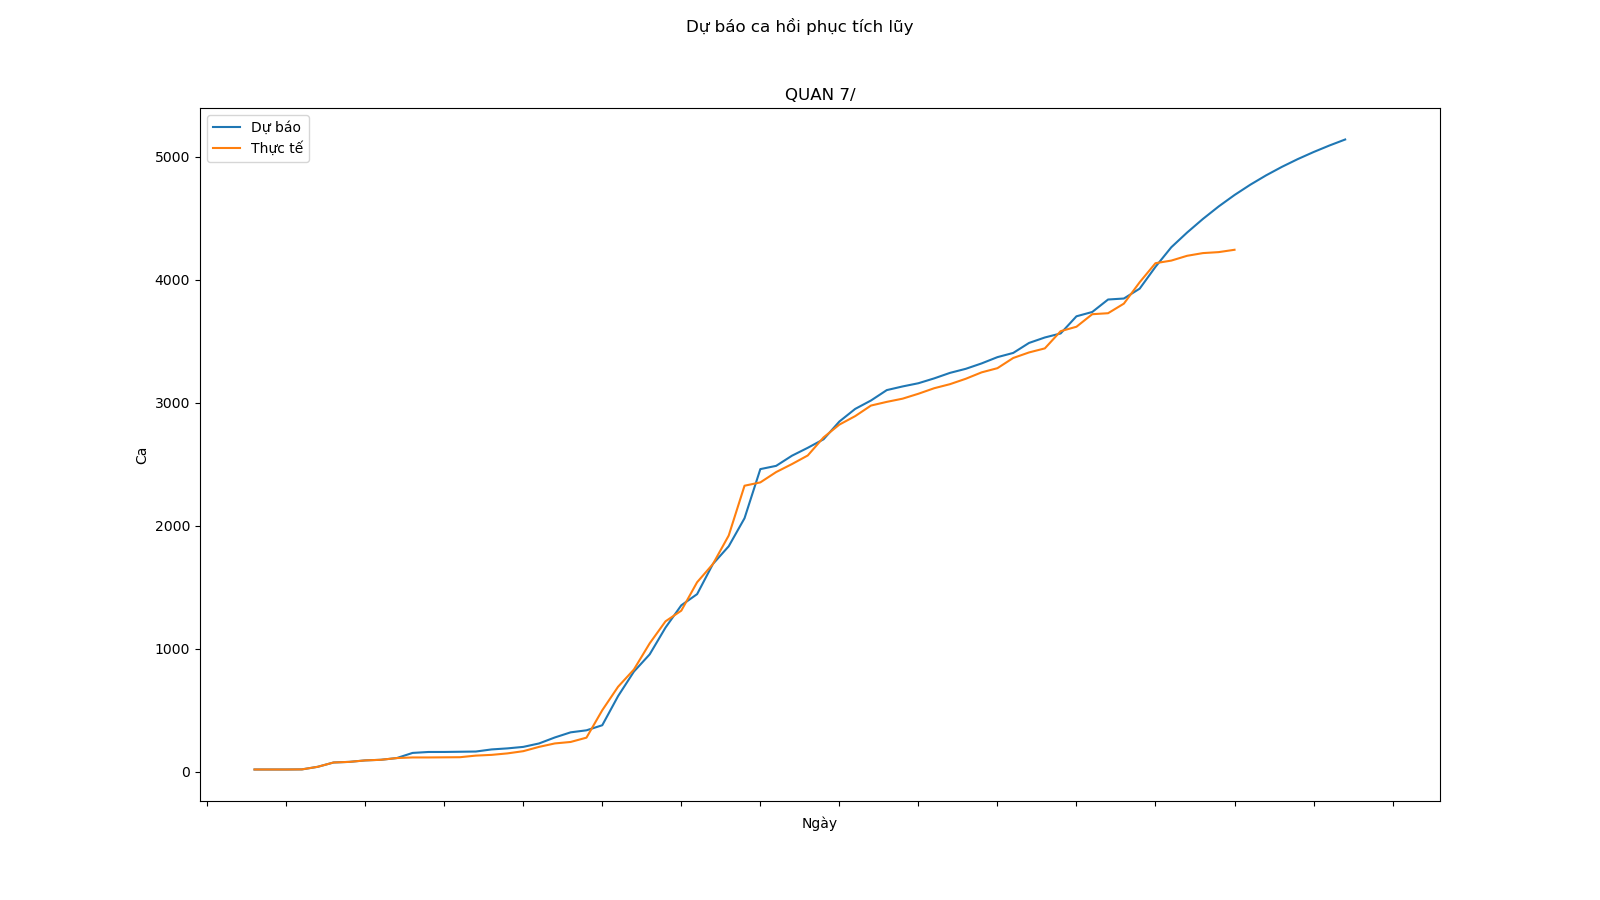 Dự báo ca hồi phục tích lũy
QUAN 7/
Dự báo
Thực tế
5000
4000
3000
2000
1000
0
Ca
Ngày